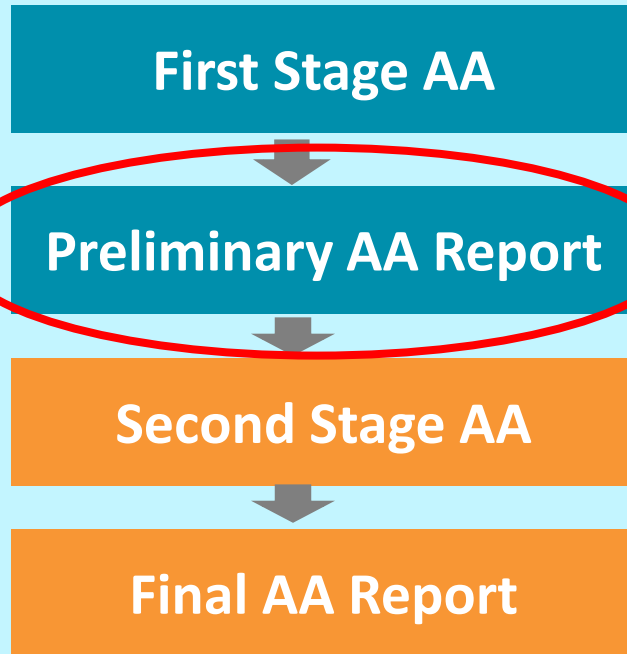 First Stage AA
Preliminary AA Report
Second Stage AA
Final AA Report